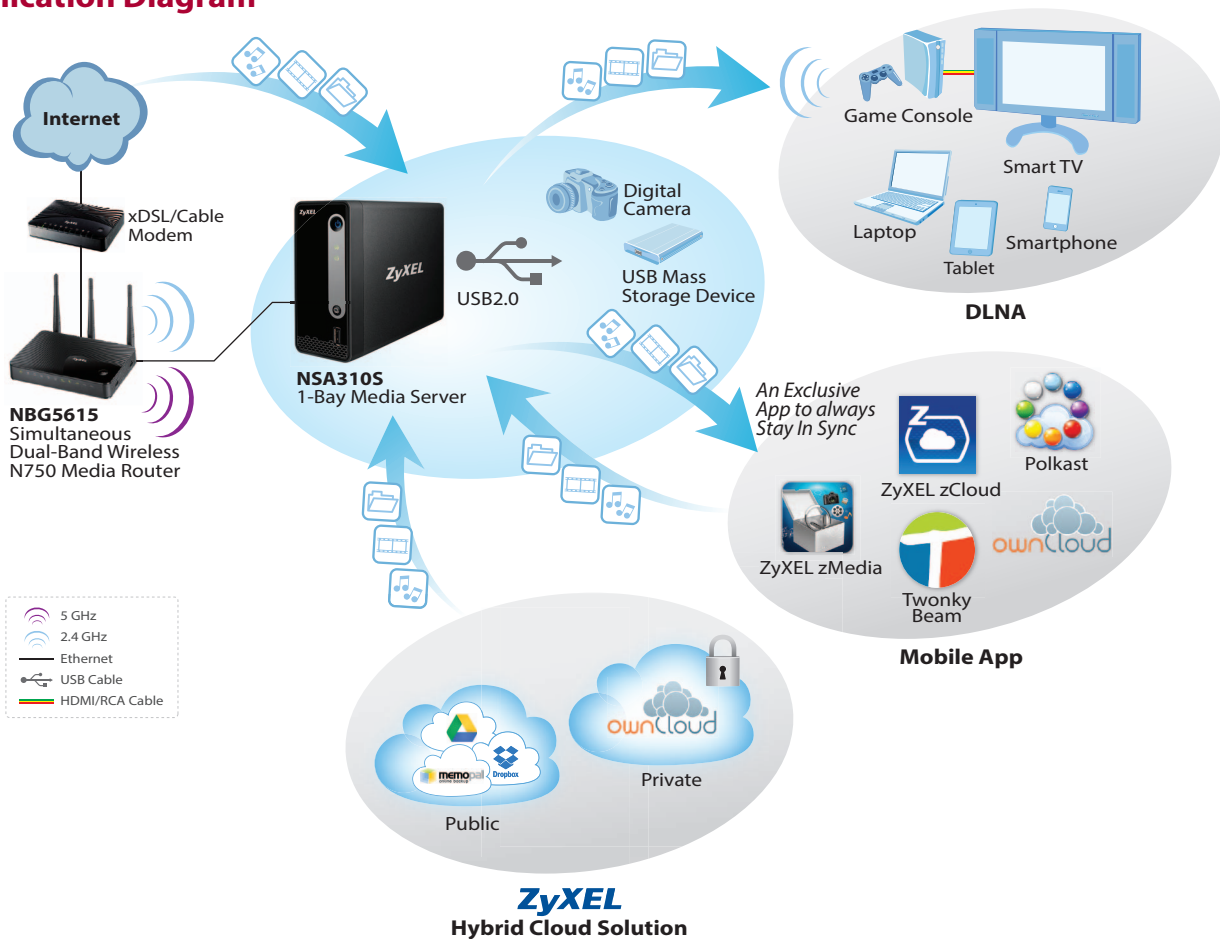 lication Diagram
Internet
xDSL/Cable
Modem
NBG5615
Simultaneous
Dual-Band Wireless
N750 Media Router
ZyXEL
ZyXEL
NSA310S
1-Bay Media Server
USB2.0
Digital
Camera
USB Mass
Storage Device
Game Console
Smart TV
Laptop
Tablet
Smartphone
DLNA
An Exclusive
App to always
Stay In Sync
Z
ZyXEL zCloud
Polkast
ZyXEL zMedia
Twonky
Beam
ownCloud
Mobile App
5 GHz
2.4 GHz
Ethernet
USB Cable
HDMI/RCA Cable
memopal
online backup
Dropbox
Public
ownCloud
Private
ZyXEL
Hybrid Cloud Solution